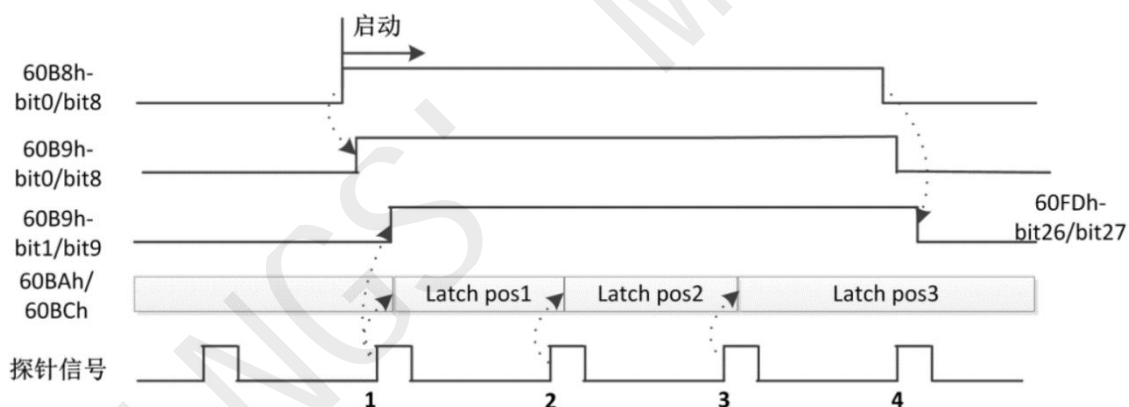 启动
60B8h-
bit0/bit8
60B9h-
bit0/bit8
60B9h-
bit1/bit9
60FDh-
bit26/bit27
60BAh/
60BCh
Latch pos1
Latch pos2
Latch pos3
探针信号
1
2
3
4